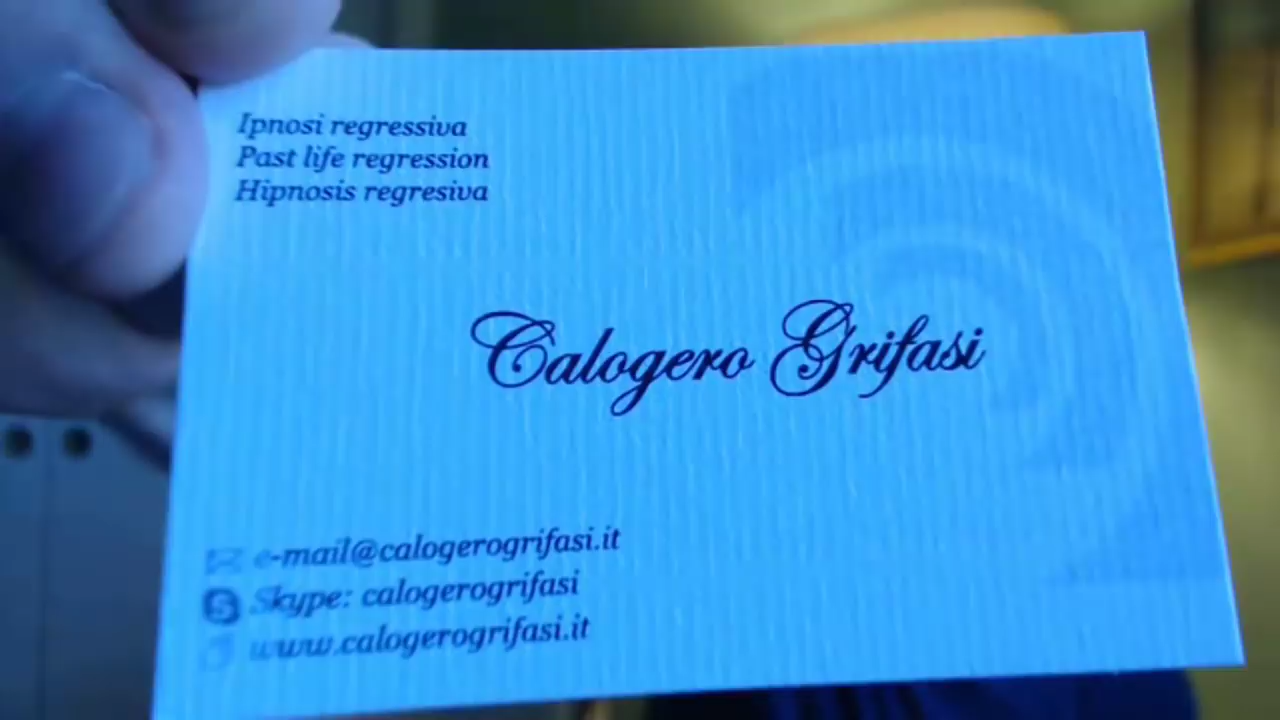 Ipnosi regressiva
Past life regression
Hipnosis regresiva
Calogero Grifasi
e-mail@calogerogrifasi.it
Skype: calogerogrifasi
www.calogerogrifasi.it